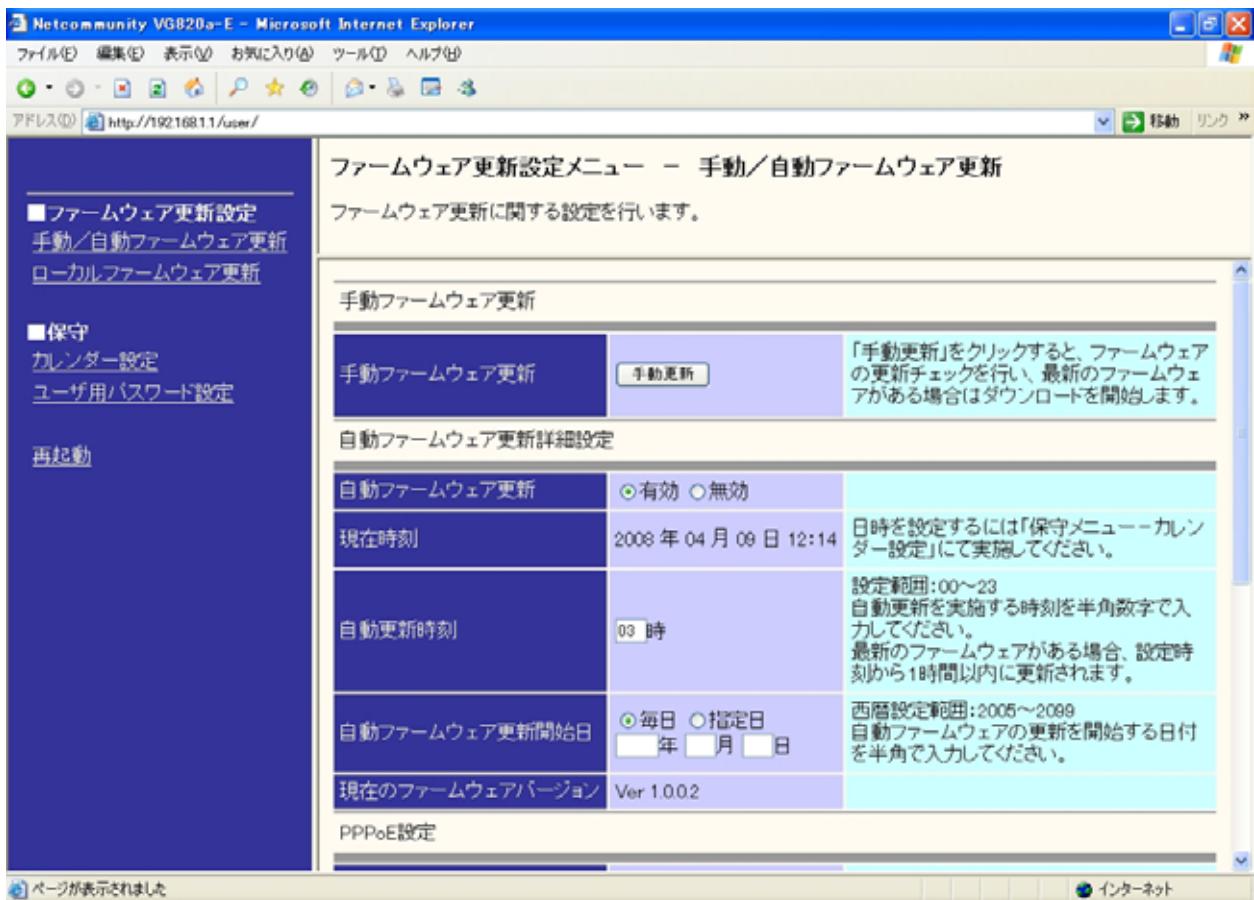 Netcommunity VG820a-E - Microsoft Internet Explorer
ファイル(F) 編集(E) 表示(V) お気に入り(A) ツール(T) ヘルプ(H)
アドレス(D) http://192.168.1.1/user/ 移動 リンク »
ファームウェア更新設定メニュー － 手動／自動ファームウェア更新
ファームウェア更新に関する設定を行います。
■ファームウェア更新設定
手動／自動ファームウェア更新
ローカルファームウェア更新
■保守
カレンダー設定
ユーザ用パスワード設定
再起動
手動ファームウェア更新
手動ファームウェア更新
手動更新
「手動更新」をクリックすると、ファームウェア
の更新チェックを行い、最新のファームウェ
アがある場合はダウンロードを開始します。
自動ファームウェア更新詳細設定
自動ファームウェア更新
有効 無効
現在時刻
2008 年 04 月 09 日 12:14
日時を設定するには「保守メニューーカレン
ダー設定」にて実施してください。
自動更新時刻
03 時
設定範囲:00～23
自動更新を実施する時刻を半角数字で入
力してください。
最新のファームウェアがある場合、設定時
刻から1時間以内に更新されます。
自動ファームウェア更新開始日
毎日 指定日
年 月 日
西暦設定範囲:2005～2099
自動ファームウェアの更新を開始する日付
を半角で入力してください。
現在のファームウェアバージョン
Ver 1.0.0.2
PPPoE設定
ページが表示されました
インターネット